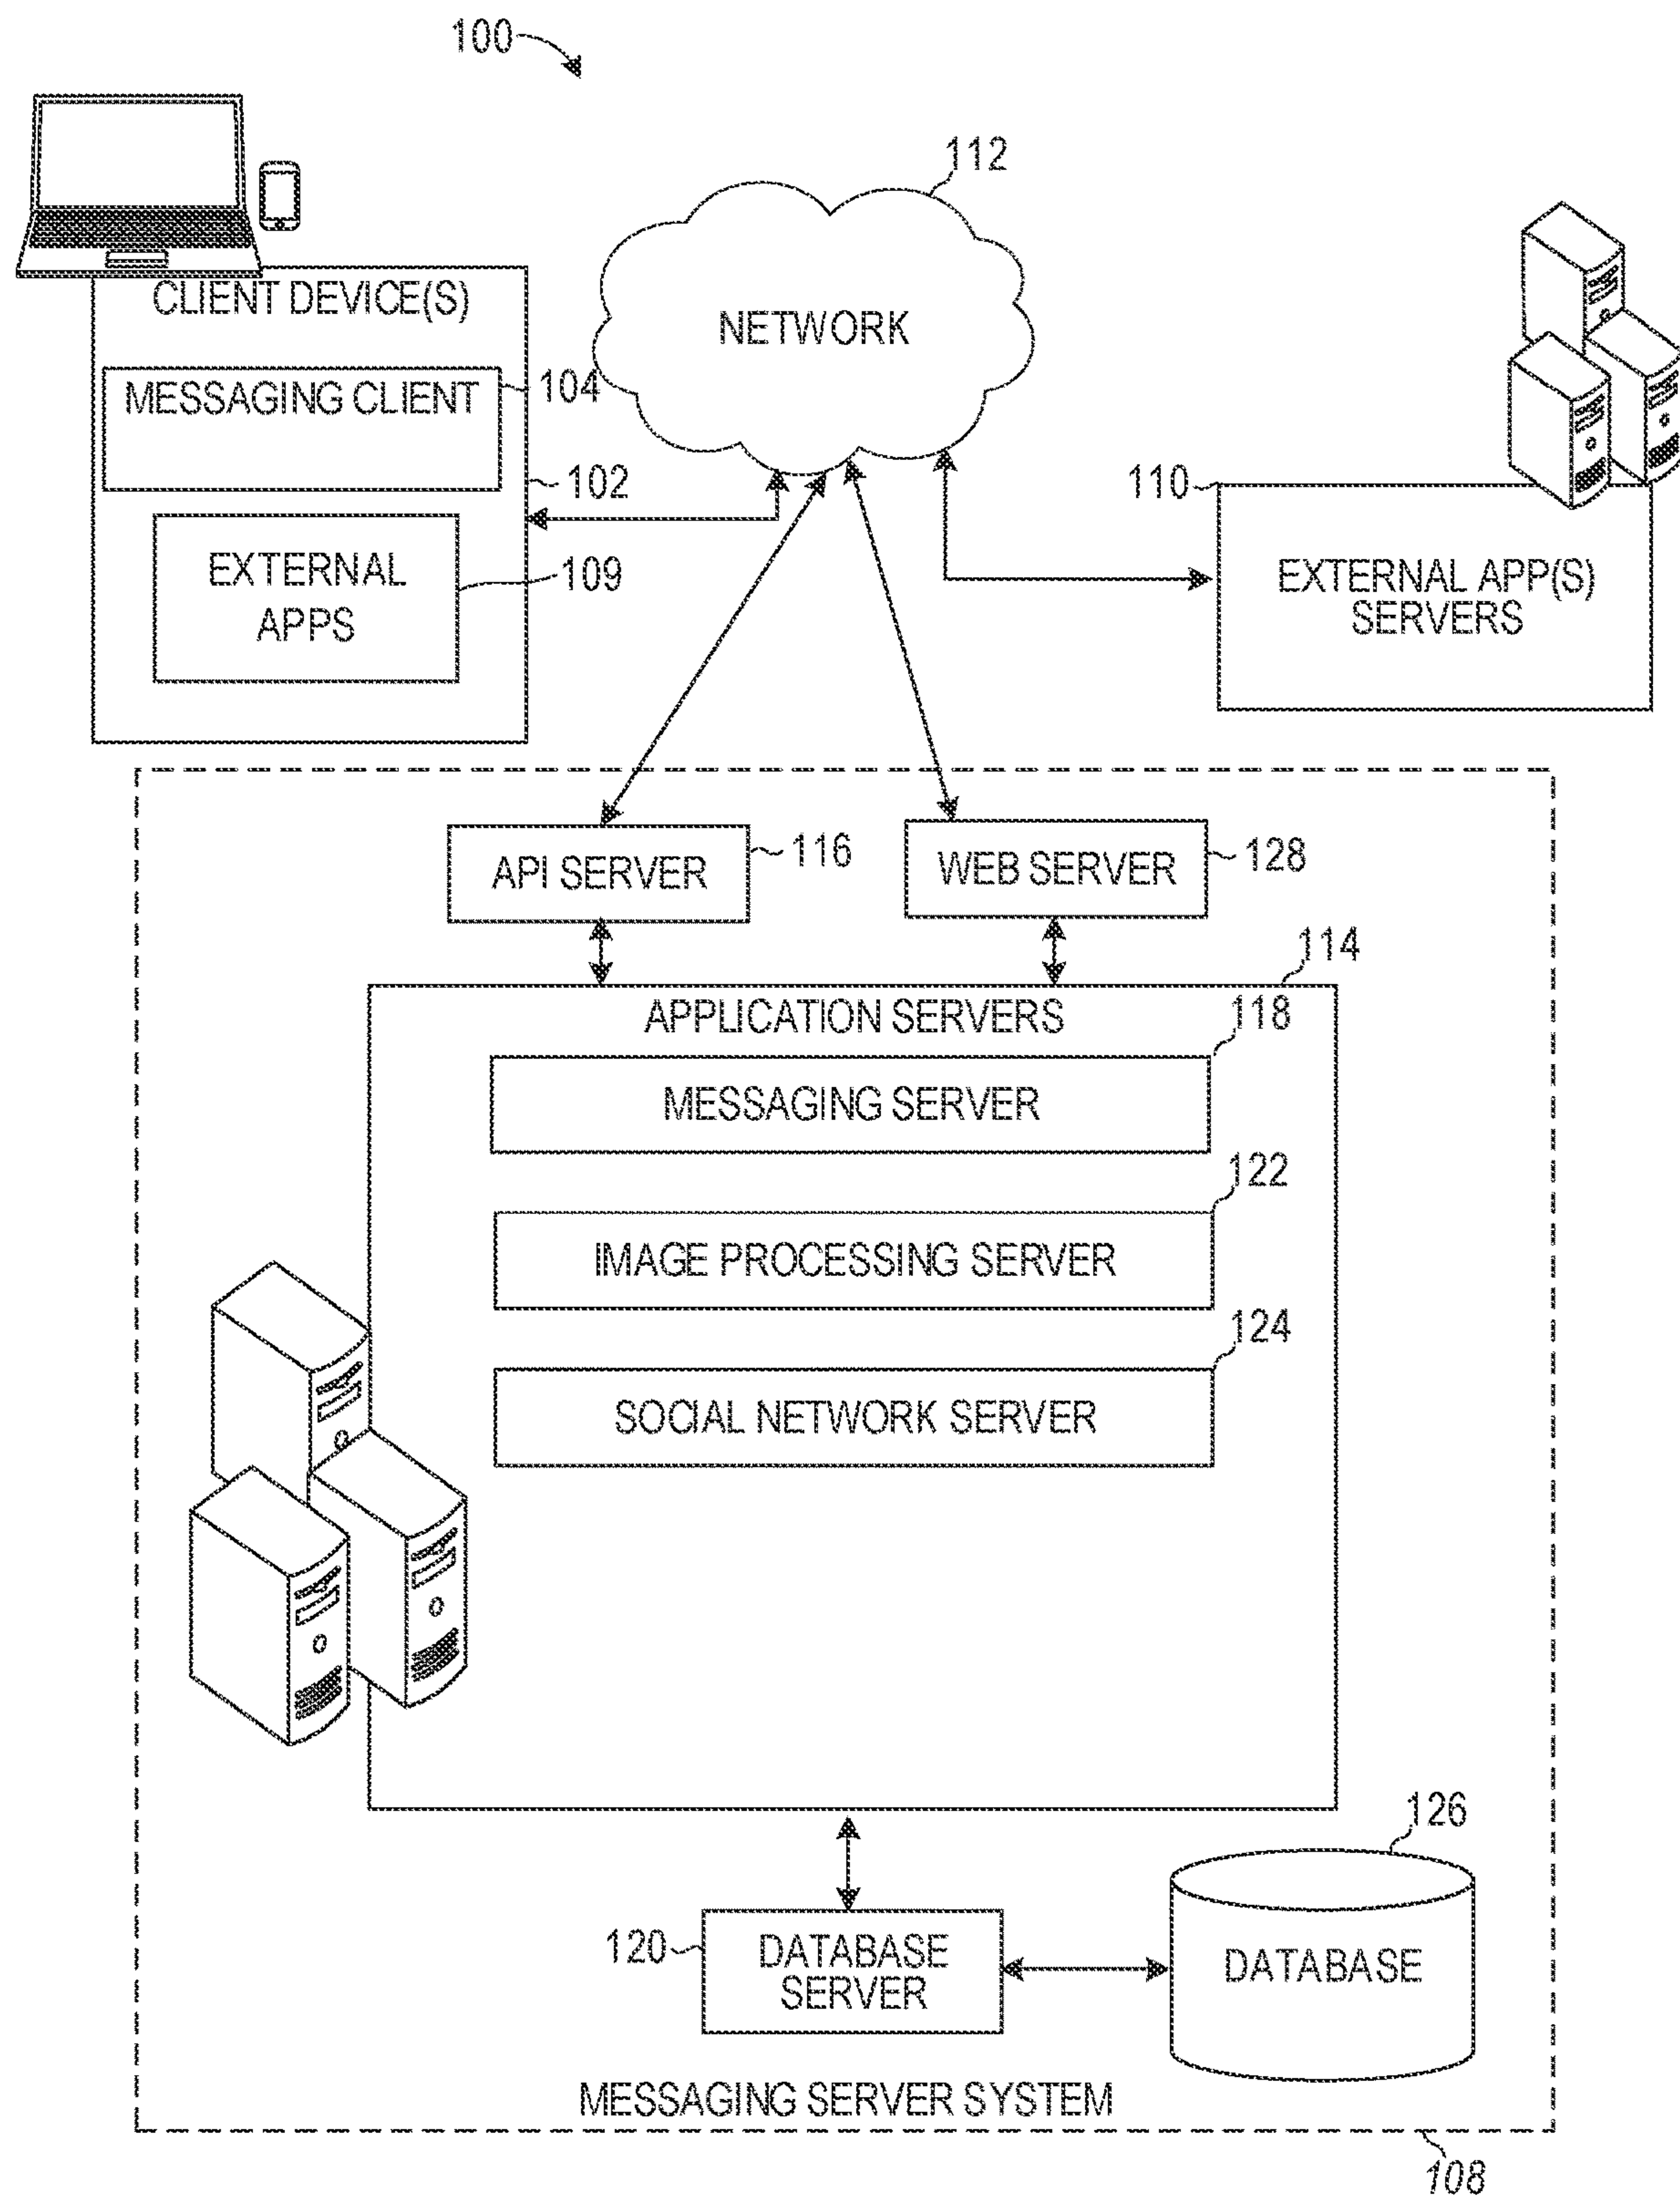 100
112
CLIENT DEVICE(S)
NETWORK
MESSAGING CLIENT
104
102
110
EXTERNAL
APPS
109
EXTERNAL APP(S)
SERVERS
API SERVER
116
WEB SERVER
128
114
APPLICATION SERVERS
118
MESSAGING SERVER
122
IMAGE PROCESSING SERVER
124
SOCIAL NETWORK SERVER
126
120
DATABASE
SERVER
DATABASE
MESSAGING SERVER SYSTEM
108